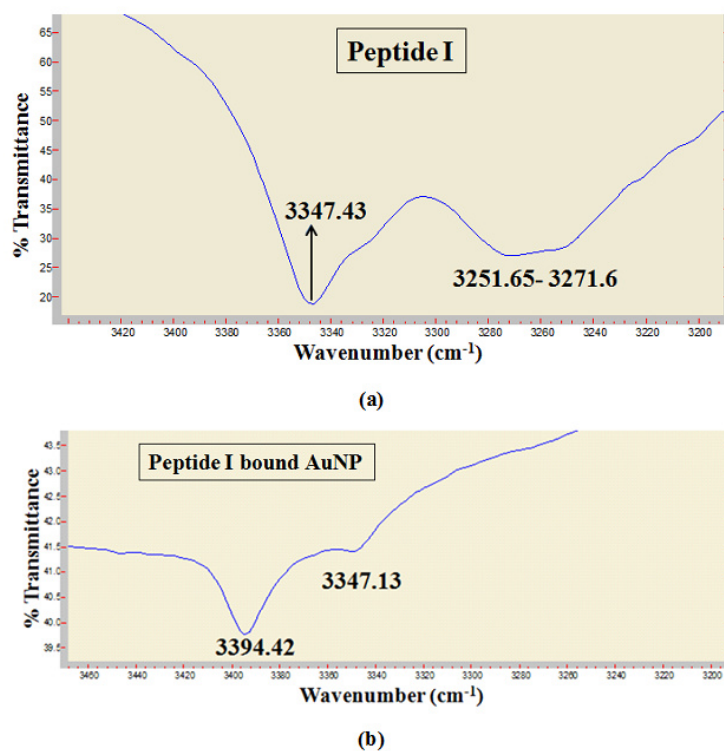 Peptide I
65
60
55
50
45
40
35
30
25
20
% Transmittance
3347.43
3251.65- 3271.6
3420 3400 3380 3360 3340 3320 3300 3280 3260 3240 3220 3200
Wavenumber (cm-1)
(a)
Peptide I bound AuNP
43.5
43.0
42.5
42.0
41.5
41.0
40.5
40.0
39.5
% Transmittance
3347.13
3394.42
3460 3440 3420 3400 3380 3360 3340 3320 3300 3280 3260 3240 3220 3200
Wavenumber (cm-1)
(b)